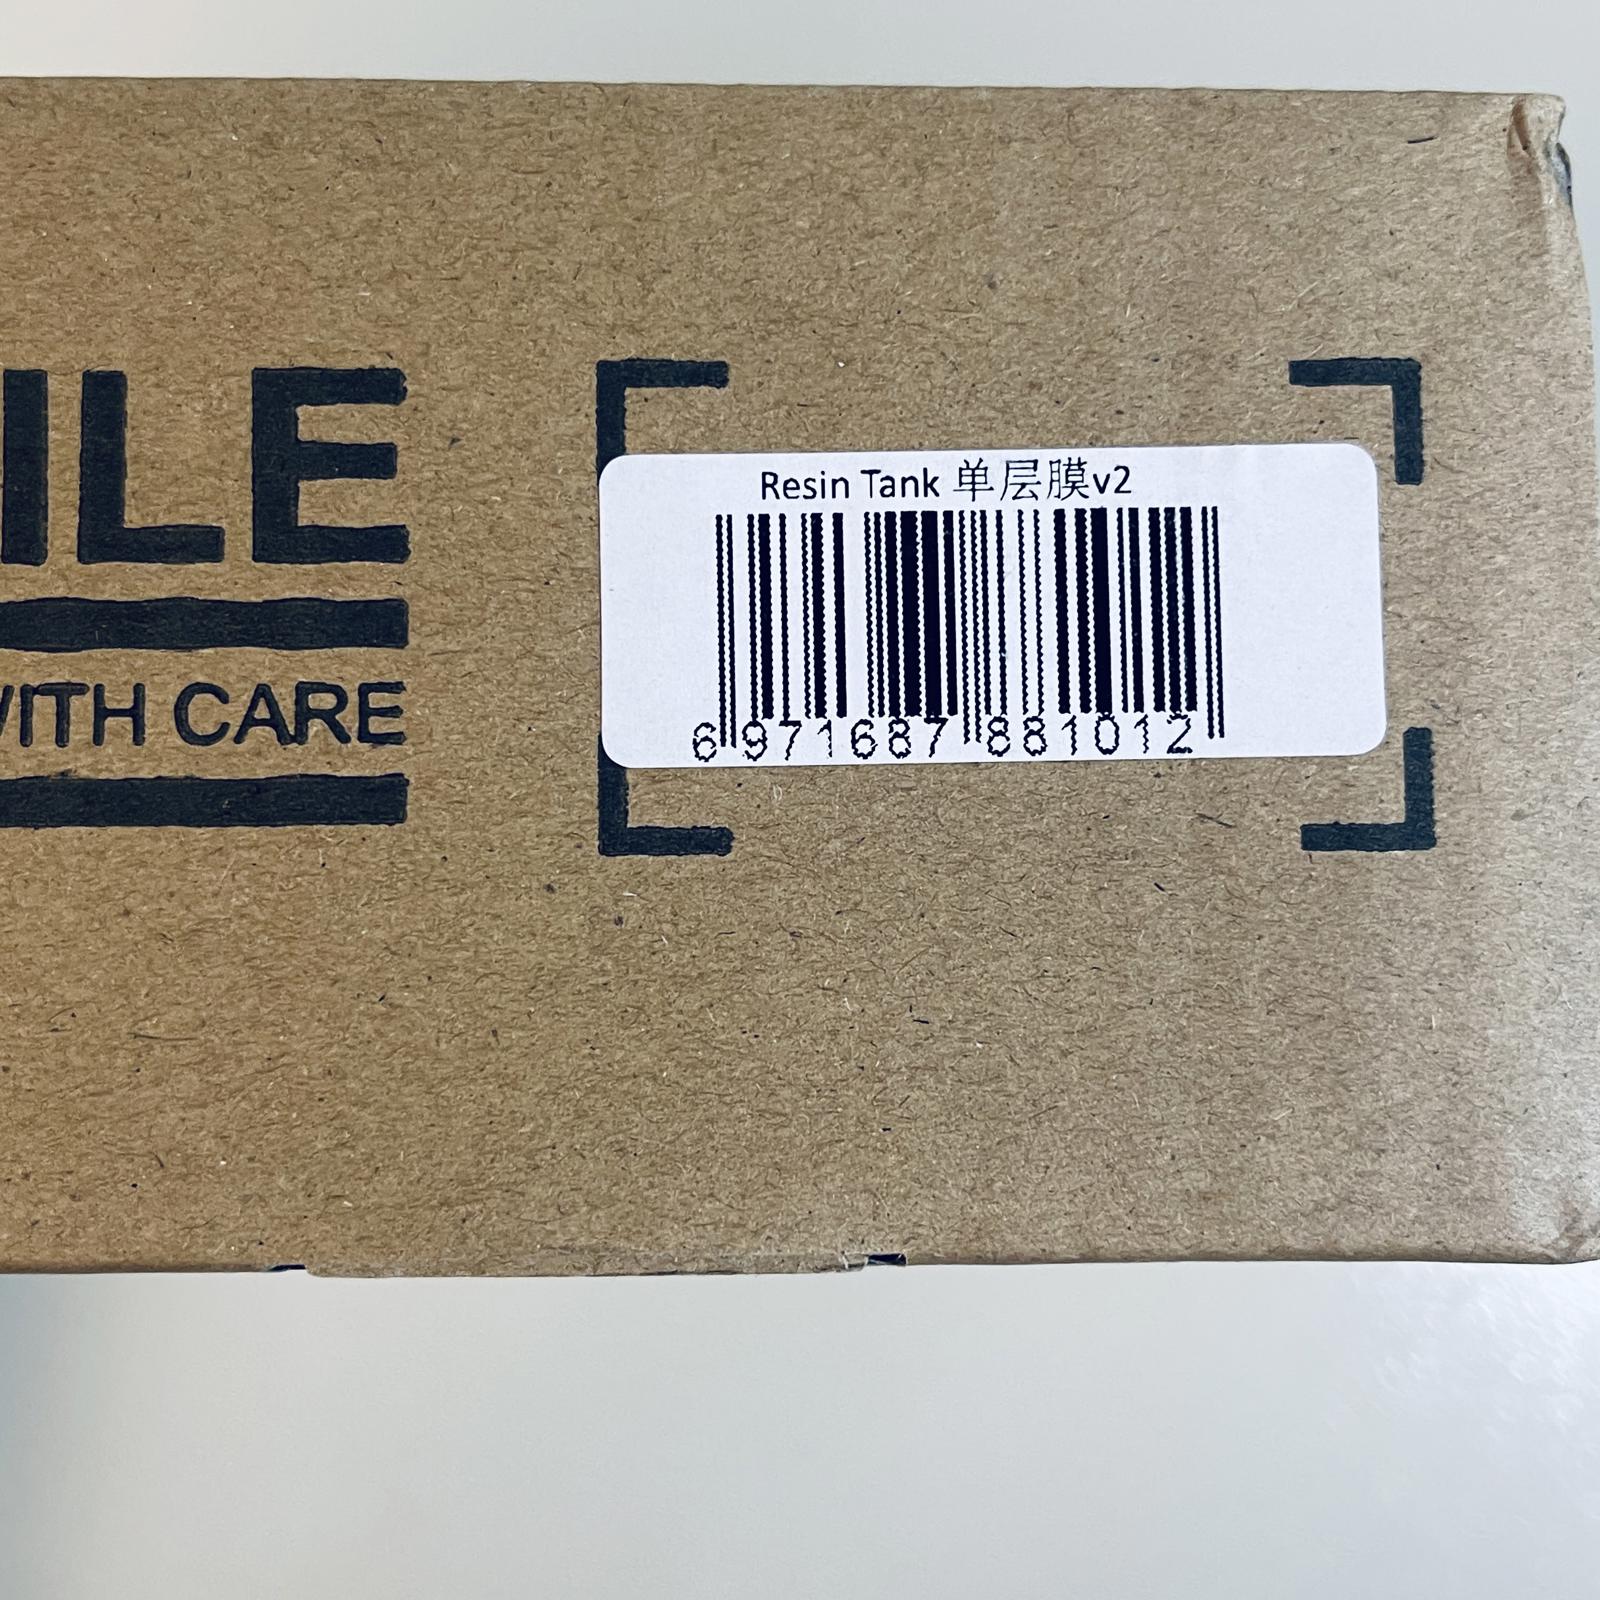 ILE
WITH CARE
Resin Tank 单层膜v2
6 971687 881012